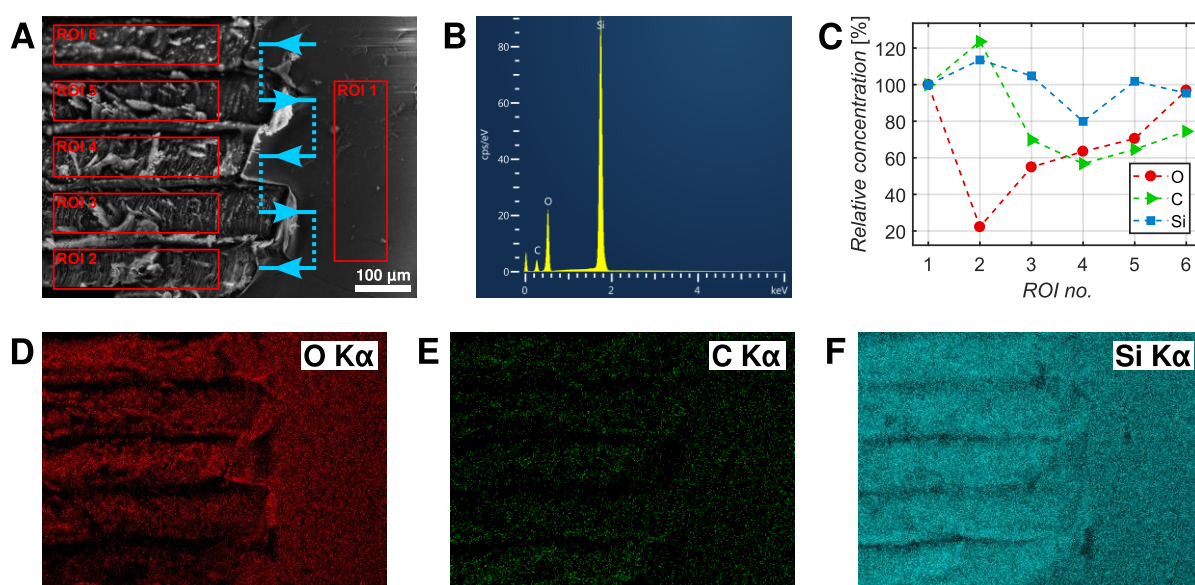 A
ROI 6
ROI 5
ROI 1
ROI 4
ROI 3
ROI 2
100 µm
B
Si
80
60
40
20
0
cps/eV
O
C
0
2
4
keV
C
Relative concentration [%]
120
100
80
60
40
20
O
C
Si
1
2
3
4
5
6
ROI no.
D
O Kα
E
C Kα
F
Si Kα